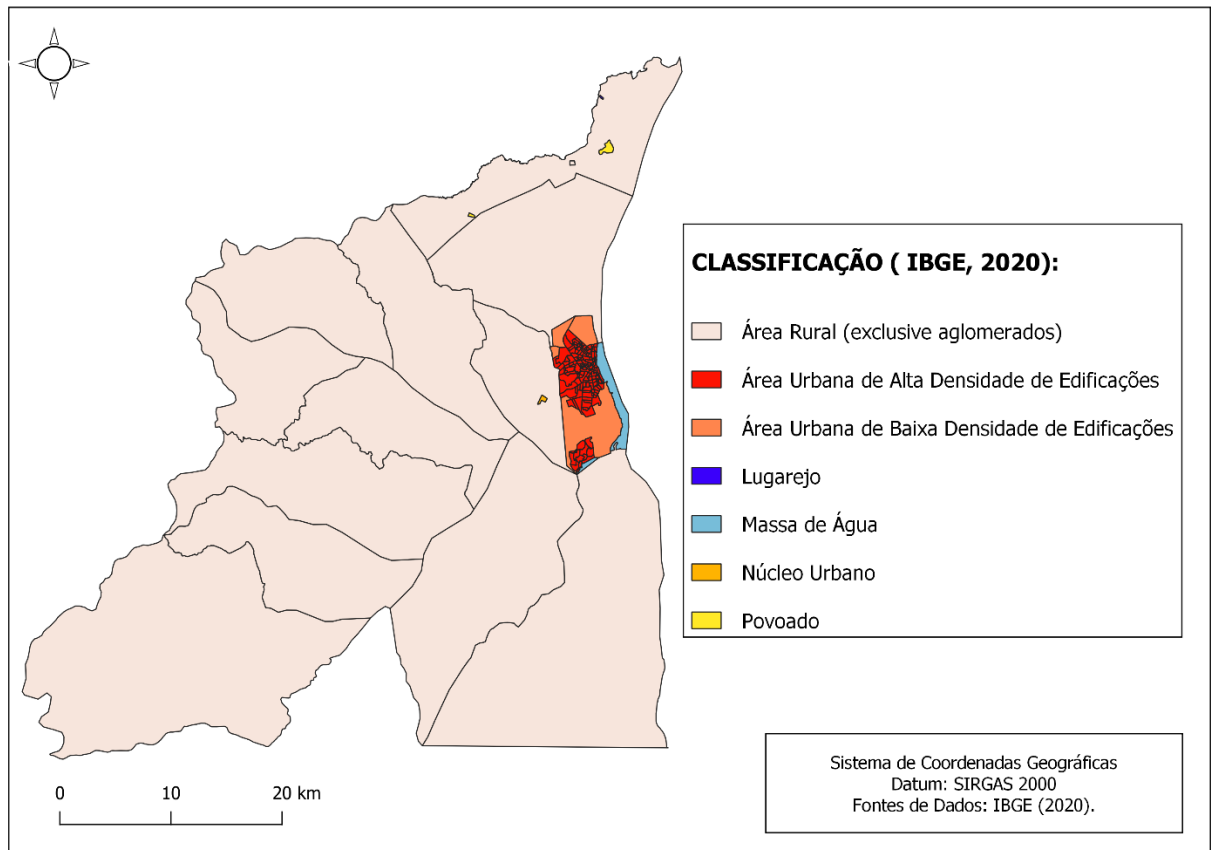 CLASSIFICAÇÃO ( IBGE, 2020):
Área Rural (exclusive aglomerados)
Área Urbana de Alta Densidade de Edificações
Área Urbana de Baixa Densidade de Edificações
Lugarejo
Massa de Água
Núcleo Urbano
Povoado
0 10 20 km
Sistema de Coordenadas Geográficas
Datum: SIRGAS 2000
Fontes de Dados: IBGE (2020).